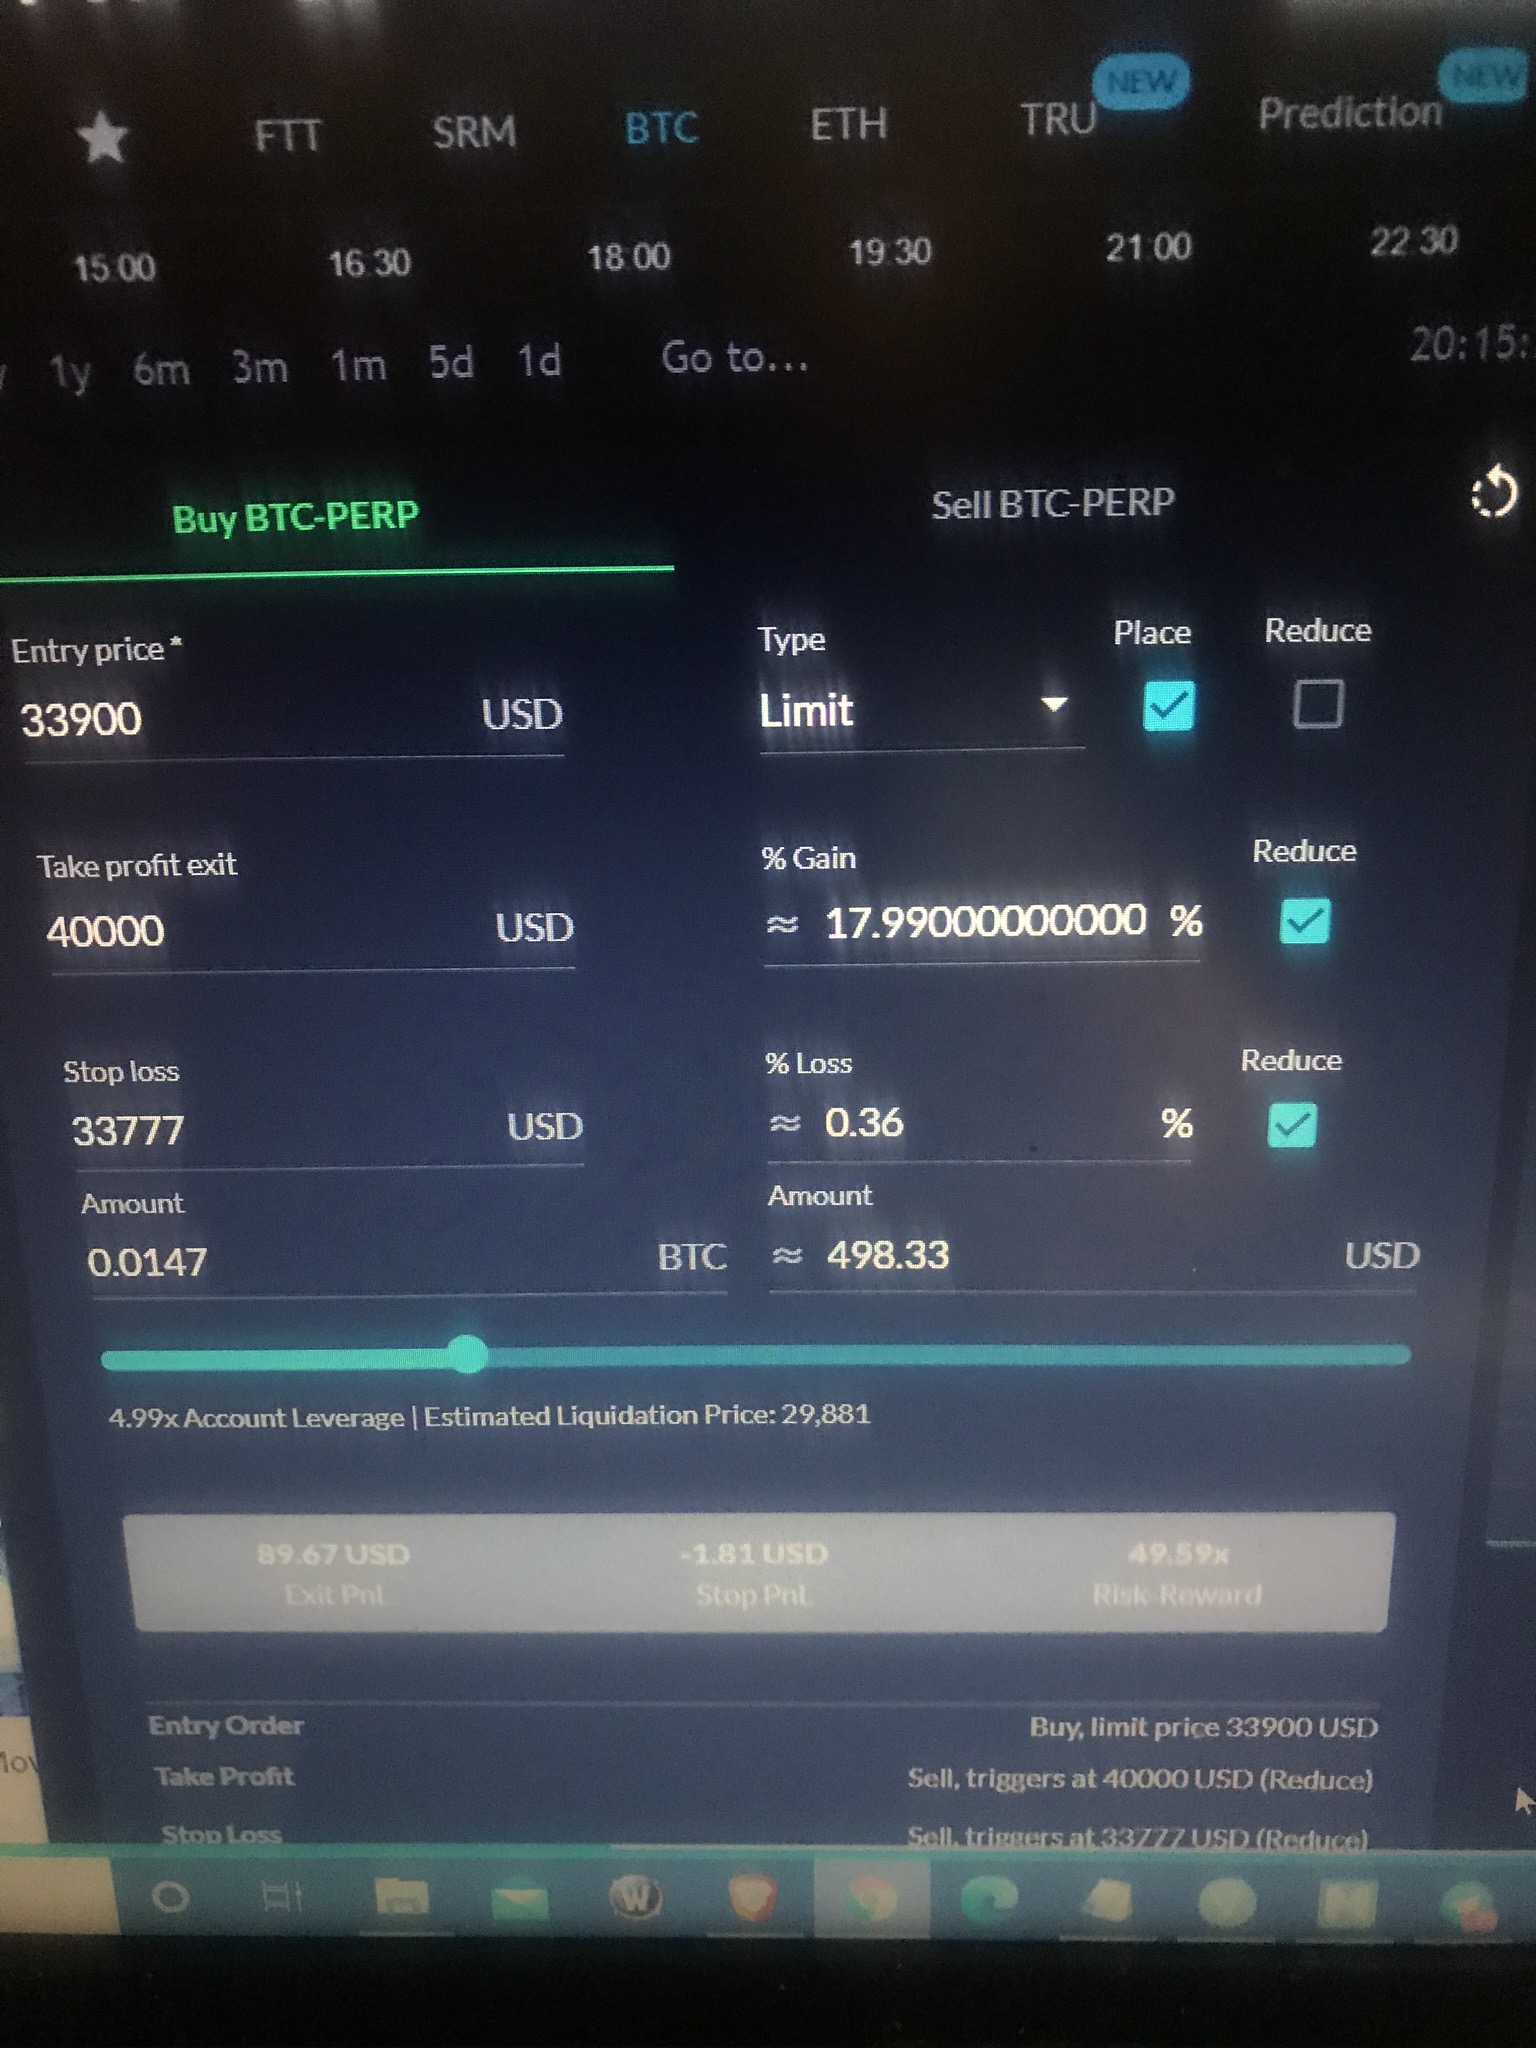 NEW NEW
FTT SRM BTC ETH TRU Prediction
15:00 16:30 18:00 19:30 21:00 22:30
1y 6m 3m 1m 5d 1d Go to... 20:15:
Buy BTC-PERP Sell BTC-PERP
Entry price * Type Place Reduce
33900 USD Limit
Take profit exit % Gain Reduce
40000 USD ≈ 17.99000000000 %
Stop loss % Loss Reduce
33777 USD ≈ 0.36 %
Amount Amount
0.0147 BTC ≈ 498.33 USD
4.99x Account Leverage | Estimated Liquidation Price: 29,881
89.67 USD -1.81 USD 49.59x
Exit PnL Stop PnL Risk-Reward
Entry Order Buy, limit price 33900 USD
Take Profit Sell, triggers at 40000 USD (Reduce)
Stop Loss Sell, triggers at 33777 USD (Reduce)
W